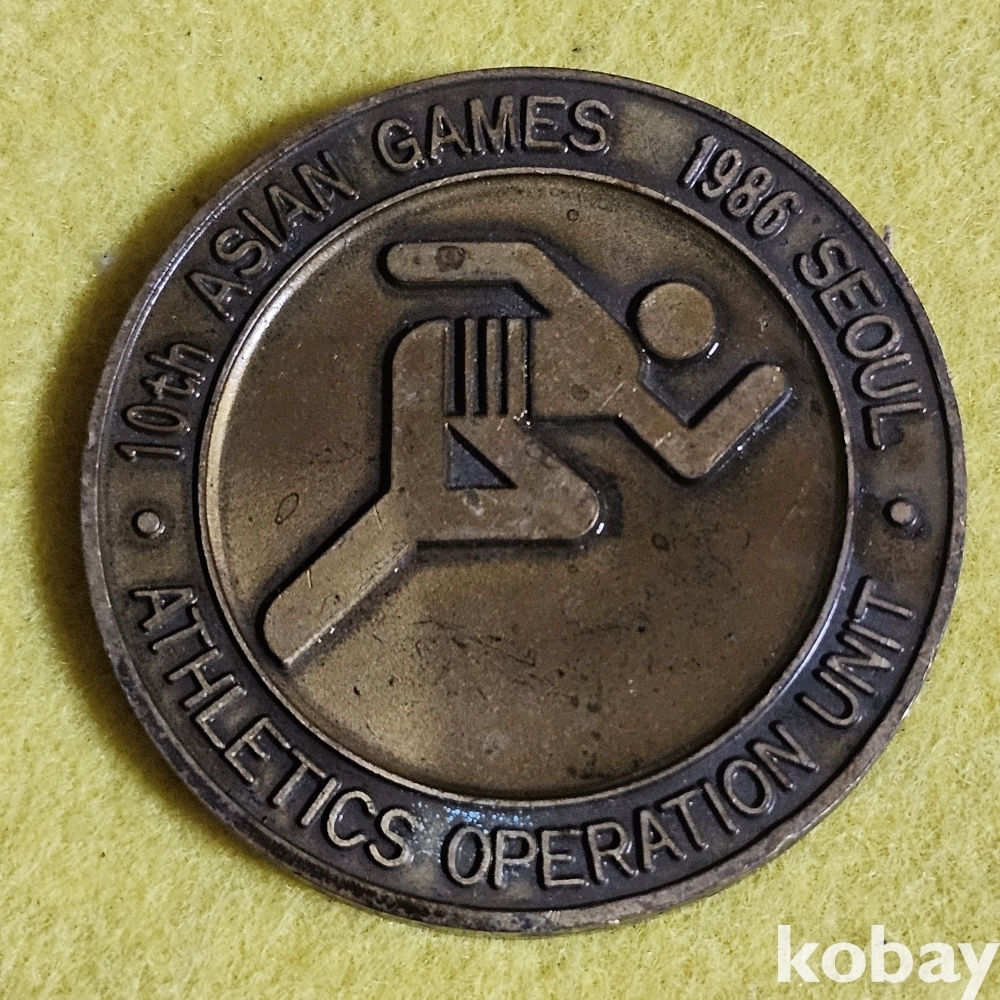 10th ASIAN GAMES 1986 SEOUL
ATHLETICS OPERATION UNIT
kobay